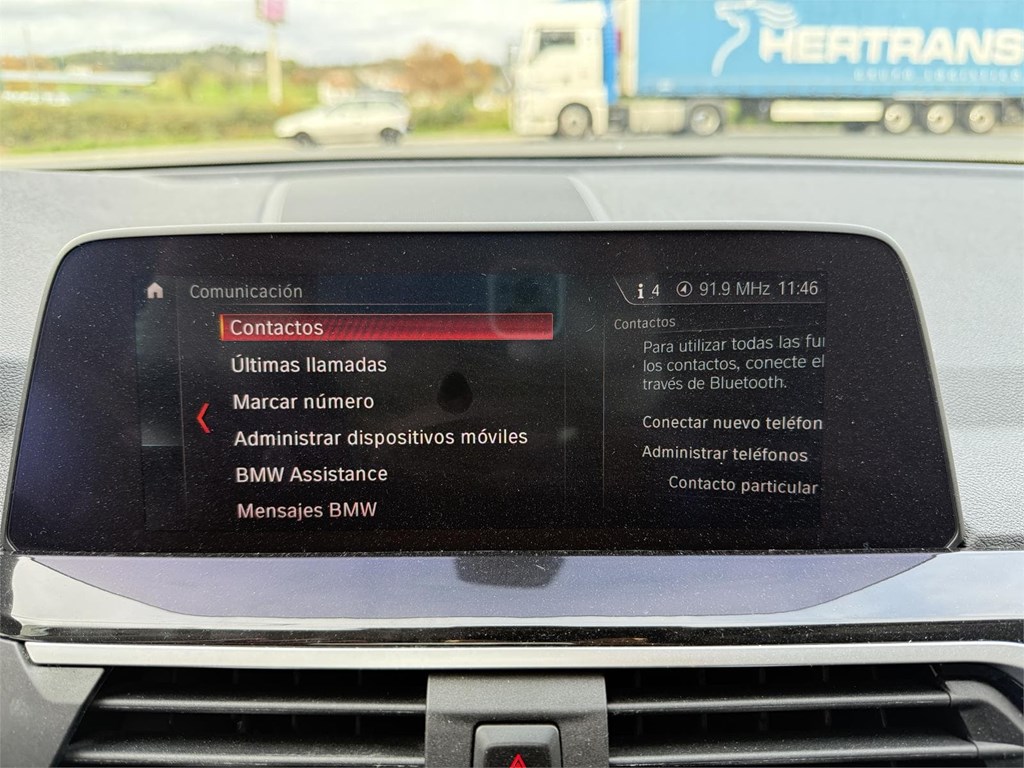 HERTRANS
Comunicación
4 91.9 MHz 11:46
Contactos
Últimas llamadas
Marcar número
Administrar dispositivos móviles
BMW Assistance
Mensajes BMW
Contactos
Para utilizar todas las fu
los contactos, conecte el
través de Bluetooth.
Conectar nuevo teléfon
Administrar teléfonos
Contacto particular